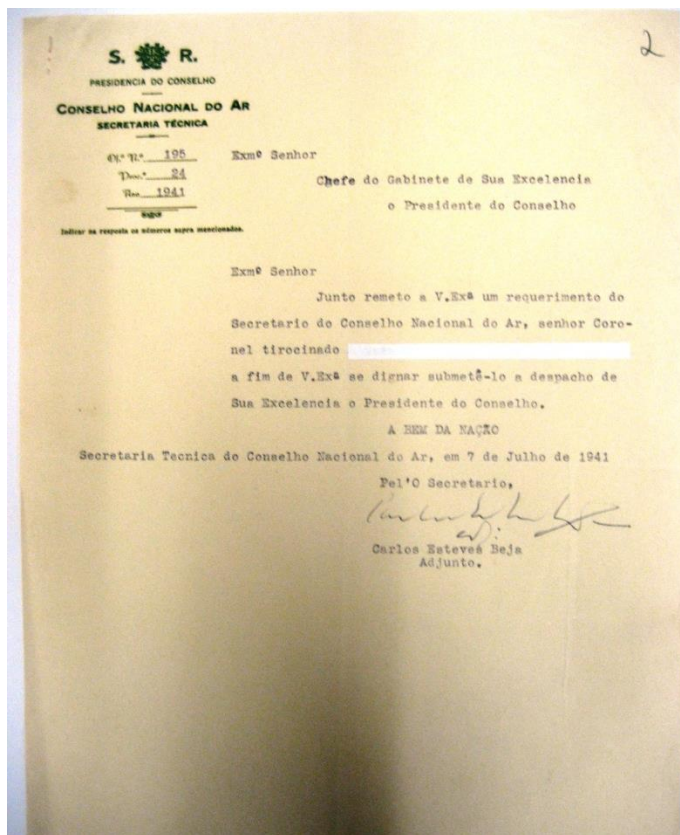 2
S. R.
PRESIDENCIA DO CONSELHO
CONSELHO NACIONAL DO AR
SECRETARIA TÉCNICA
Of.º N.º 195
Proc.º 24
Ano 1941
Indicar na resposta os números supra mencionados.
Exmº Senhor
Chefe do Gabinete de Sua Excelencia
o Presidente do Conselho
Exmº Senhor
Junto remeto a V.Exª um requerimento do
Secretario do Conselho Nacional do Ar, senhor Coro-
nel tirocinado
a fim de V.Exª se dignar submetê-lo a despacho de
Sua Excelencia o Presidente do Conselho.
A BEM DA NAÇÃO
Secretaria Tecnica do Conselho Nacional do Ar, em 7 de Julho de 1941
Pel'O Secretario,
Carlos Esteves Beja
Adjunto.